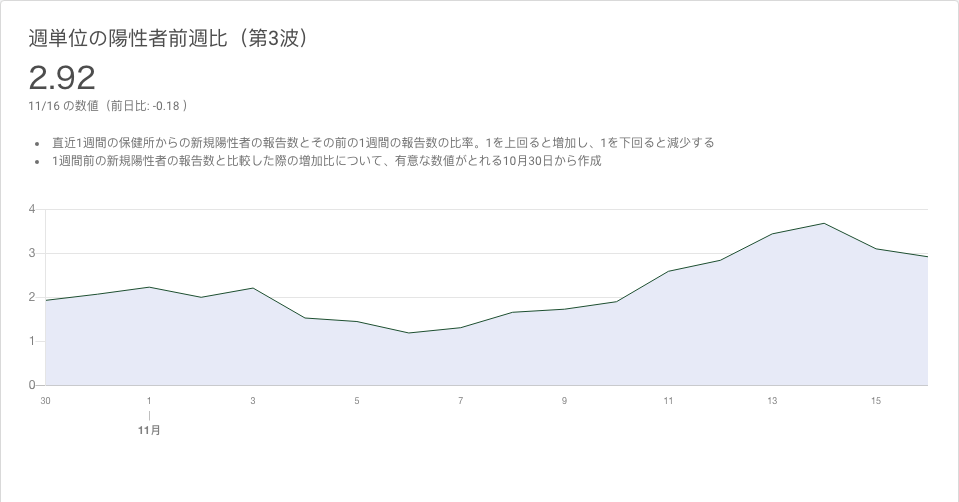 週単位の陽性者前週比（第3波）
2.92
11/16 の数値（前日比: -0.18 ）
• 直近1週間の保健所からの新規陽性者の報告数とその前の1週間の報告数の比率。1を上回ると増加し、1を下回ると減少する
• 1週間前の新規陽性者の報告数と比較した際の増加比について、有意な数値がとれる10月30日から作成
4
3
2
1
0
30 1 3 5 7 9 11 13 15
11月